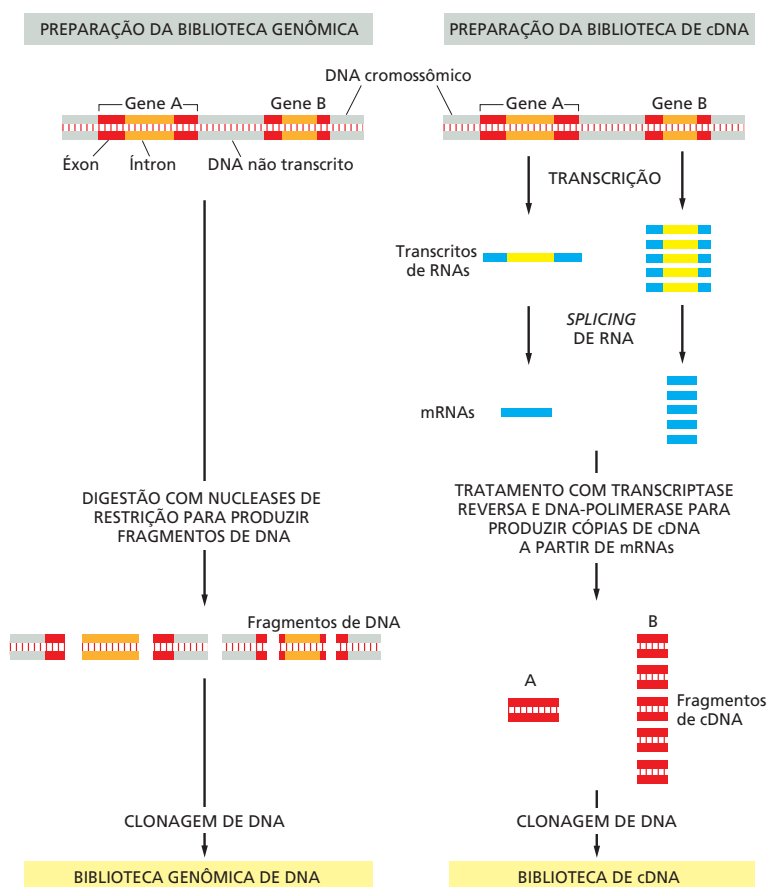 PREPARAÇÃO DA BIBLIOTECA GENÔMICA
PREPARAÇÃO DA BIBLIOTECA DE cDNA
DNA cromossômico
Gene A
Gene B
Gene A
Gene B
Éxon
Íntron
DNA não transcrito
TRANSCRIÇÃO
Transcritos
de RNAs
SPLICING
DE RNA
mRNAs
DIGESTÃO COM NUCLEASES DE
RESTRIÇÃO PARA PRODUZIR
FRAGMENTOS DE DNA
TRATAMENTO COM TRANSCRIPTASE
REVERSA E DNA-POLIMERASE PARA
PRODUZIR CÓPIAS DE cDNA
A PARTIR DE mRNAs
Fragmentos de DNA
A
B
Fragmentos
de cDNA
CLONAGEM DE DNA
CLONAGEM DE DNA
BIBLIOTECA GENÔMICA DE DNA
BIBLIOTECA DE cDNA